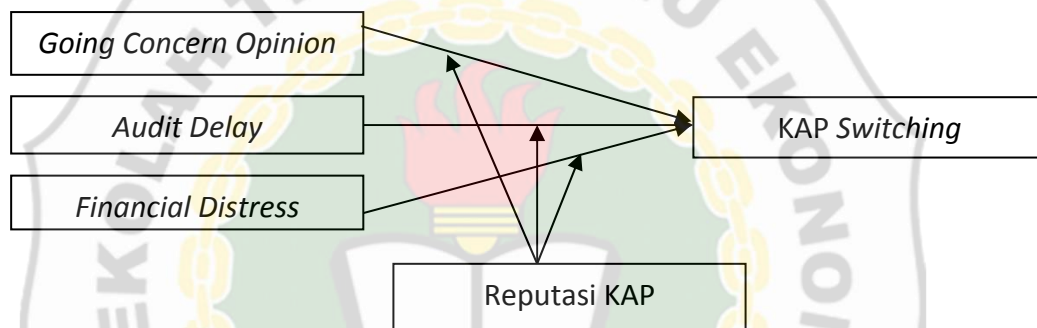 Going Concern Opinion
Audit Delay
KAP Switching
Financial Distress
Reputasi KAP